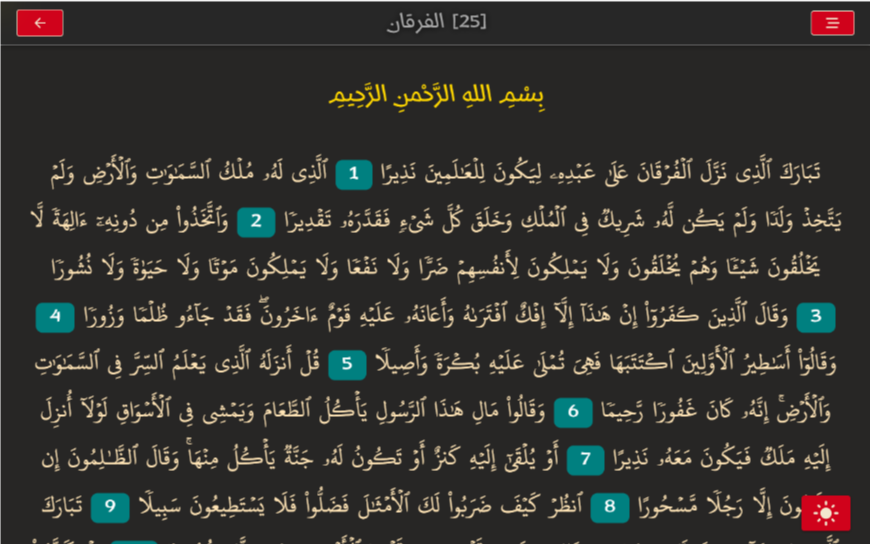 [25] الفرقان
بِسْمِ اللهِ الرَّحْمنِ الرَّحِيمِ
تَبَارَكَ ٱلَّذِى نَزَّلَ ٱلْفُرْقَانَ عَلَىٰ عَبْدِهِۦ لِيَكُونَ لِلْعَٰلَمِينَ نَذِيرًا 1 ٱلَّذِى لَهُۥ مُلْكُ ٱلسَّمَٰوَٰتِ وَٱلْأَرْضِ وَلَمْ
يَتَّخِذْ وَلَدًا وَلَمْ يَكُن لَّهُۥ شَرِيكٌ فِى ٱلْمُلْكِ وَخَلَقَ كُلَّ شَىْءٍ فَقَدَّرَهُۥ تَقْدِيرًا 2 وَٱتَّخَذُوا۟ مِن دُونِهِۦٓ ءَالِهَةً لَّا
يَخْلُقُونَ شَيْـًٔا وَهُمْ يُخْلَقُونَ وَلَا يَمْلِكُونَ لِأَنفُسِهِمْ ضَرًّا وَلَا نَفْعًا وَلَا يَمْلِكُونَ مَوْتًا وَلَا حَيَوٰةً وَلَا نُشُورًا
3 وَقَالَ ٱلَّذِينَ كَفَرُوٓا۟ إِنْ هَٰذَآ إِلَّآ إِفْكٌ ٱفْتَرَىٰهُ وَأَعَانَهُۥ عَلَيْهِ قَوْمٌ ءَاخَرُونَ ۖ فَقَدْ جَآءُو ظُلْمًا وَزُورًا 4
وَقَالُوٓا۟ أَسَٰطِيرُ ٱلْأَوَّلِينَ ٱكْتَتَبَهَا فَهِىَ تُمْلَىٰ عَلَيْهِ بُكْرَةً وَأَصِيلًا 5 قُلْ أَنزَلَهُ ٱلَّذِى يَعْلَمُ ٱلسِّرَّ فِى ٱلسَّمَٰوَٰتِ
وَٱلْأَرْضِ ۚ إِنَّهُۥ كَانَ غَفُورًا رَّحِيمًا 6 وَقَالُوا۟ مَالِ هَٰذَا ٱلرَّسُولِ يَأْكُلُ ٱلطَّعَامَ وَيَمْشِى فِى ٱلْأَسْوَاقِ لَوْلَآ أُنزِلَ
إِلَيْهِ مَلَكٌ فَيَكُونَ مَعَهُۥ نَذِيرًا 7 أَوْ يُلْقَىٰٓ إِلَيْهِ كَنزٌ أَوْ تَكُونُ لَهُۥ جَنَّةٌ يَأْكُلُ مِنْهَا ۚ وَقَالَ ٱلظَّٰلِمُونَ إِن
إِلَّا رَجُلًا مَّسْحُورًا 8 ٱنظُرْ كَيْفَ ضَرَبُوا۟ لَكَ ٱلْأَمْثَٰلَ فَضَلُّوا۟ فَلَا يَسْتَطِيعُونَ سَبِيلًا 9 تَبَارَكَ